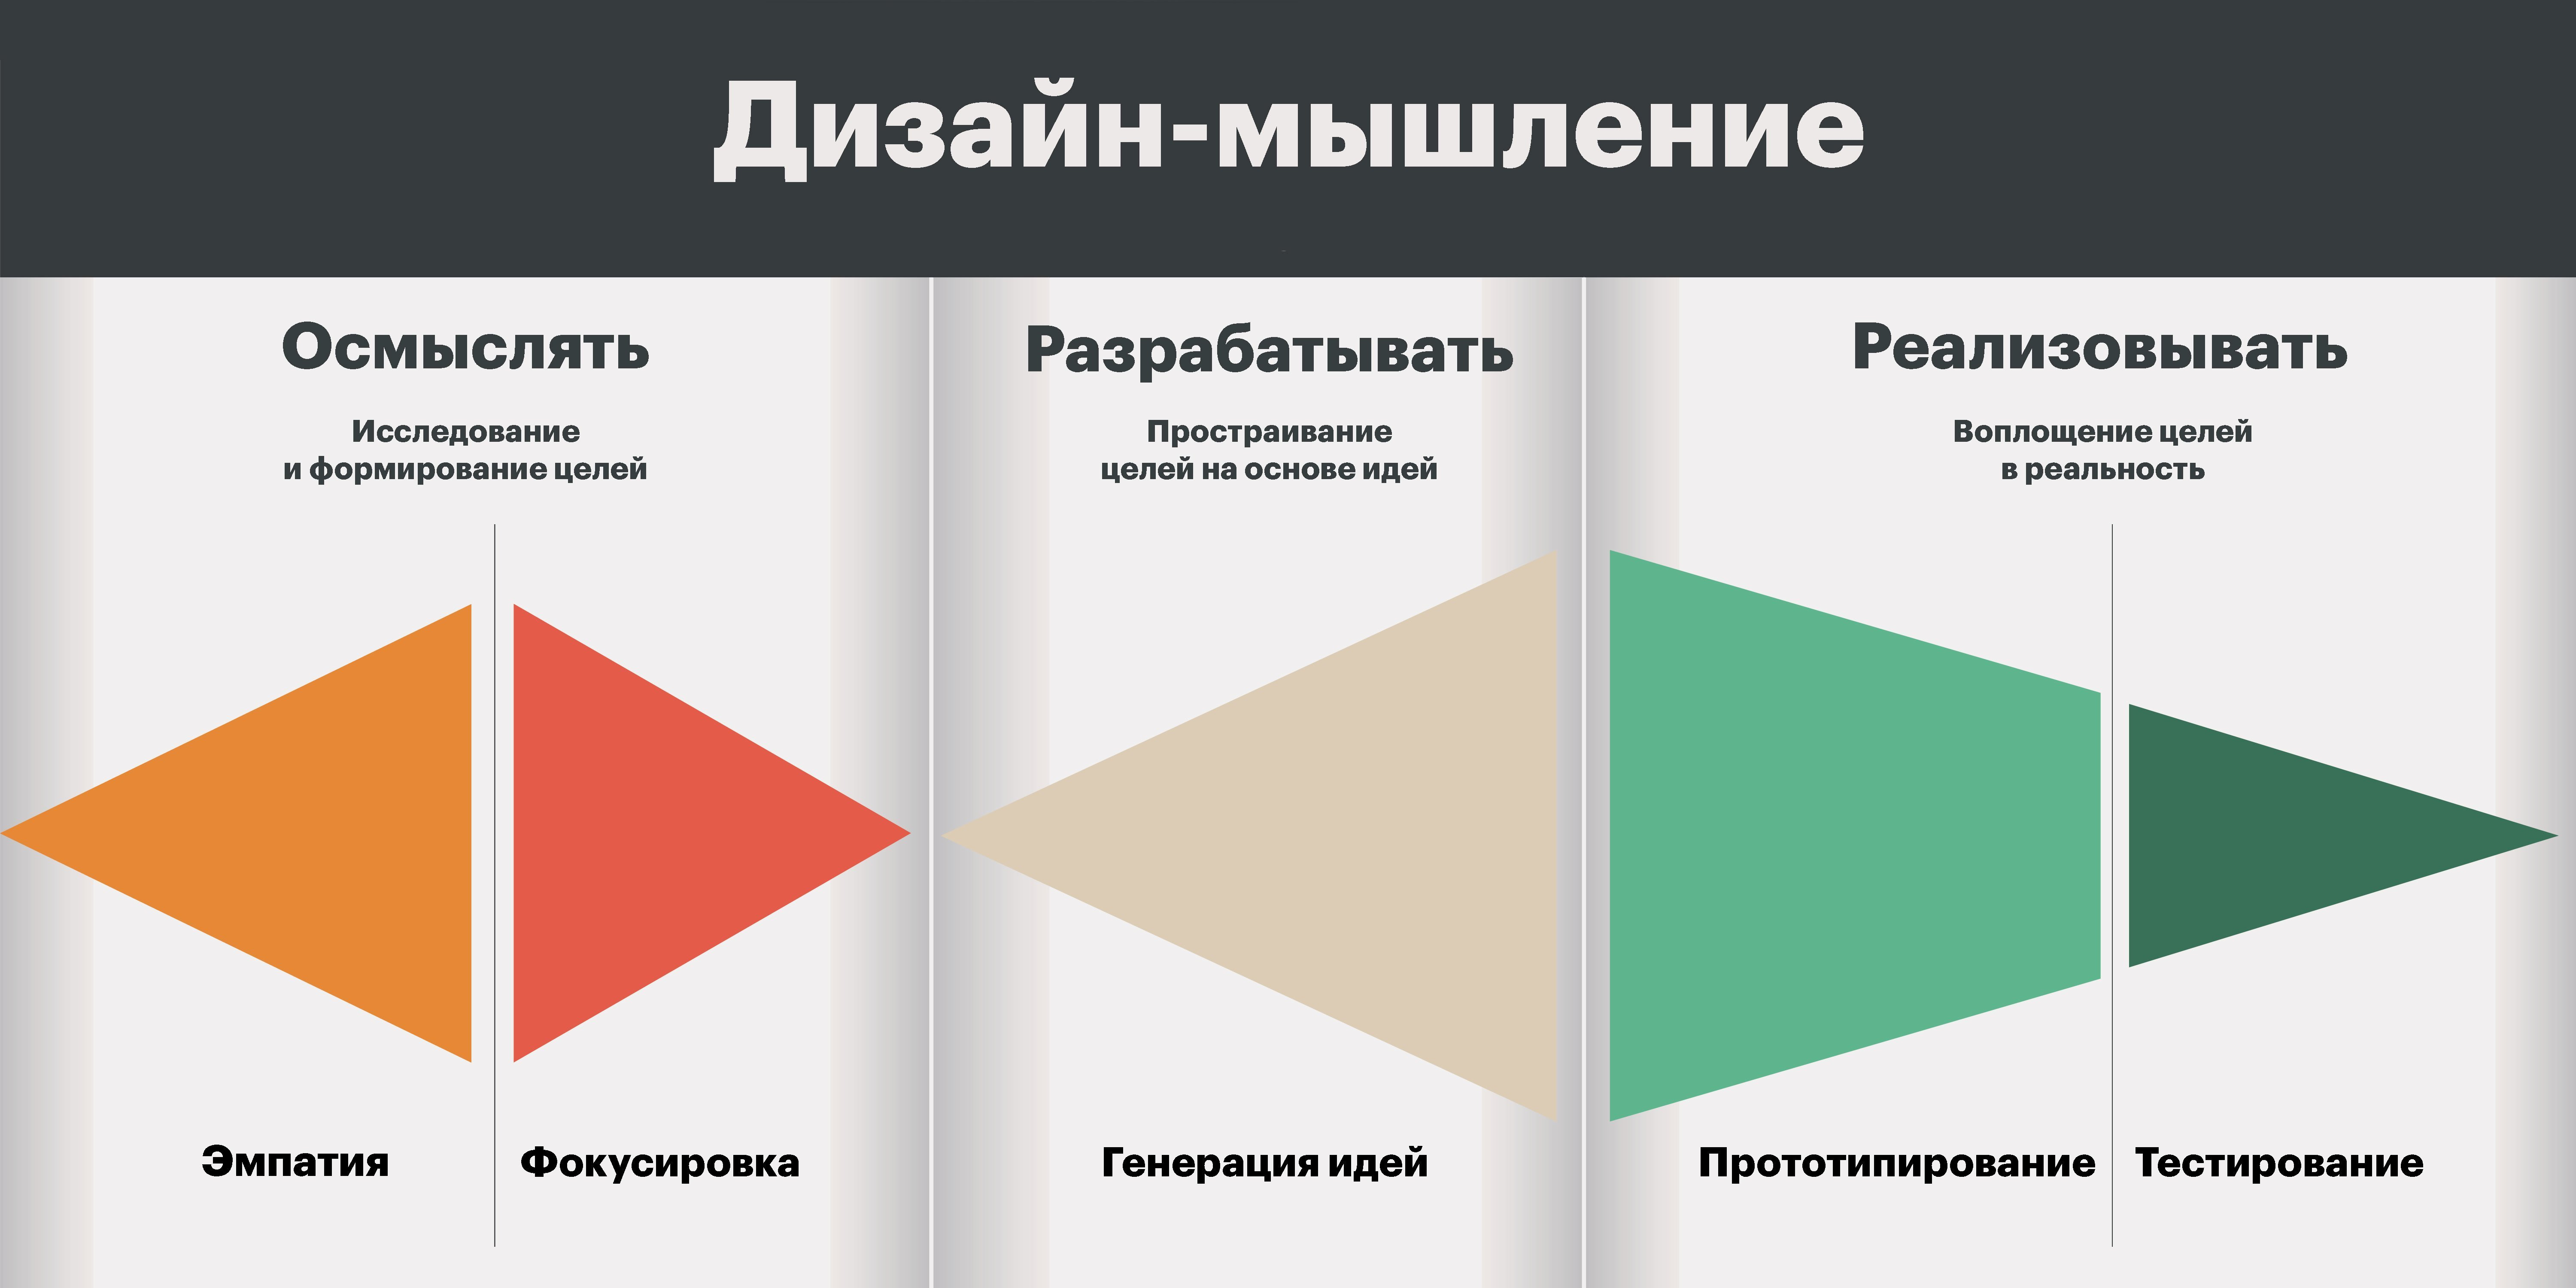 Дизайн-мышление
Осмыслять
Исследование
и формирование целей
Эмпатия
Фокусировка
Разрабатывать
Простраивание
целей на основе идей
Генерация идей
Реализовывать
Воплощение целей
в реальность
Прототипирование
Тестирование